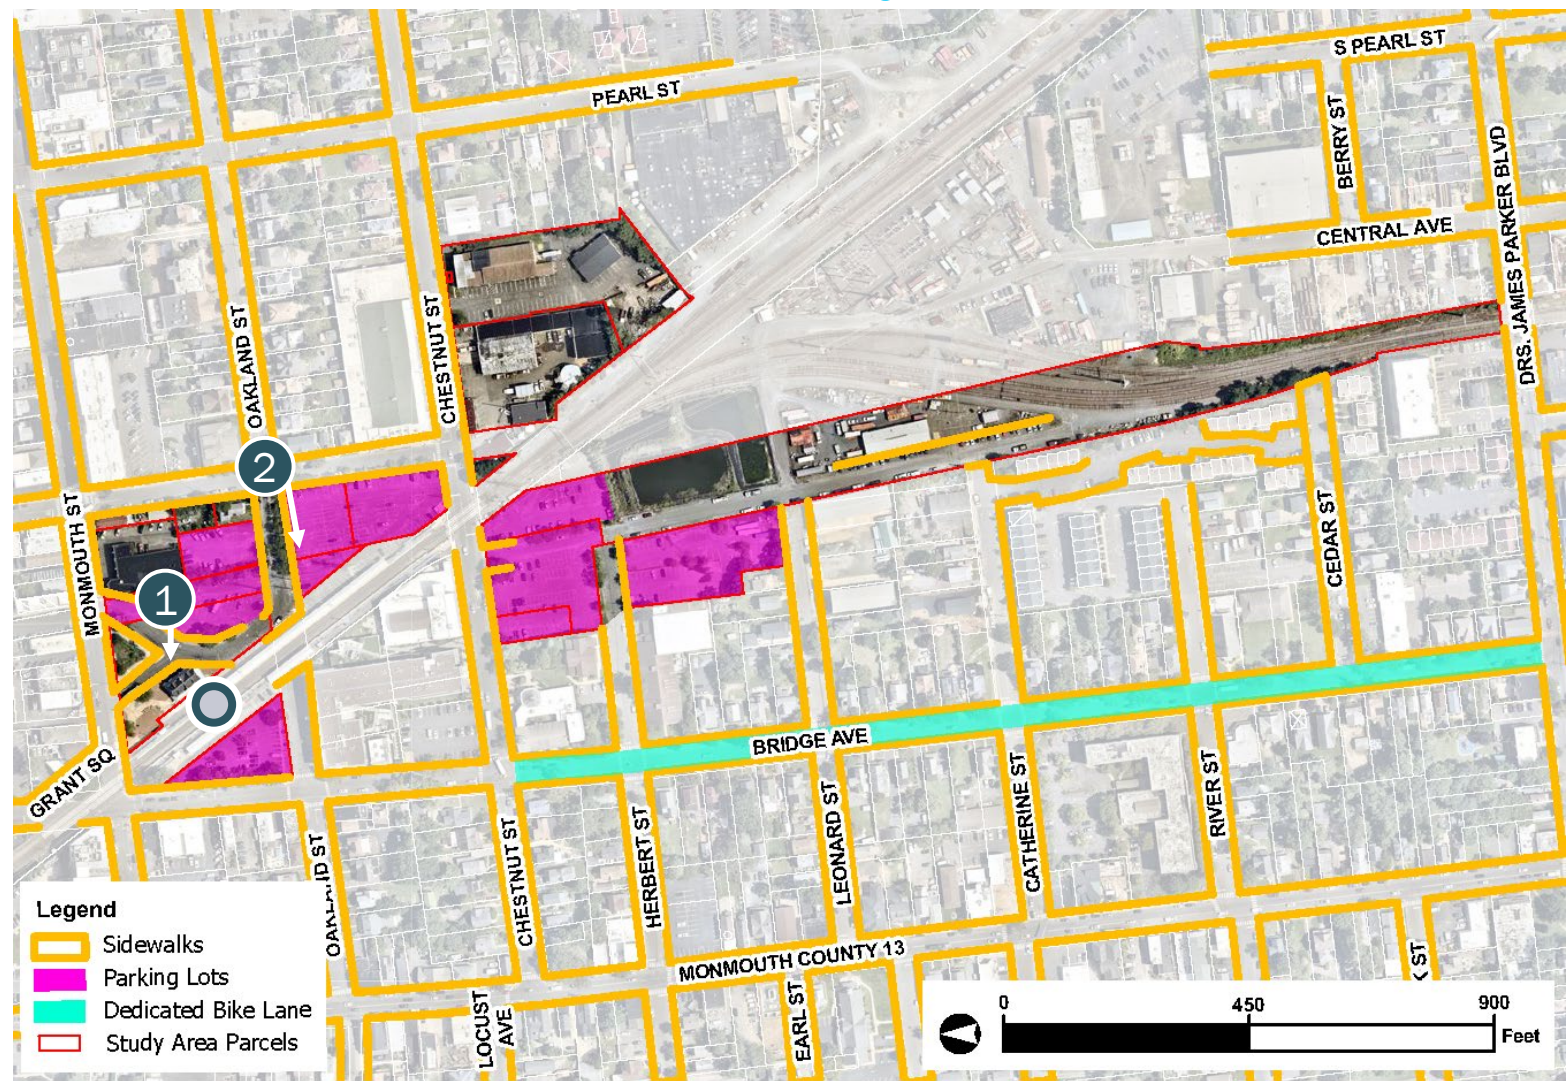 S PEARL ST
PEARL ST
BERRY ST
DRS. JAMES PARKER BLVD
CENTRAL AVE
OAKLAND ST
CHESTNUT ST
2
MONMOUTH ST
CEDAR ST
1
BRIDGE AVE
GRANT SQ
RIVER ST
CATHERINE ST
LEONARD ST
HERBERT ST
CHESTNUT ST
OAKLAND ST
MONMOUTH COUNTY 13
LOCUST
AVE
EARL ST
K ST
Legend
Sidewalks
Parking Lots
Dedicated Bike Lane
Study Area Parcels
0 450 900
Feet